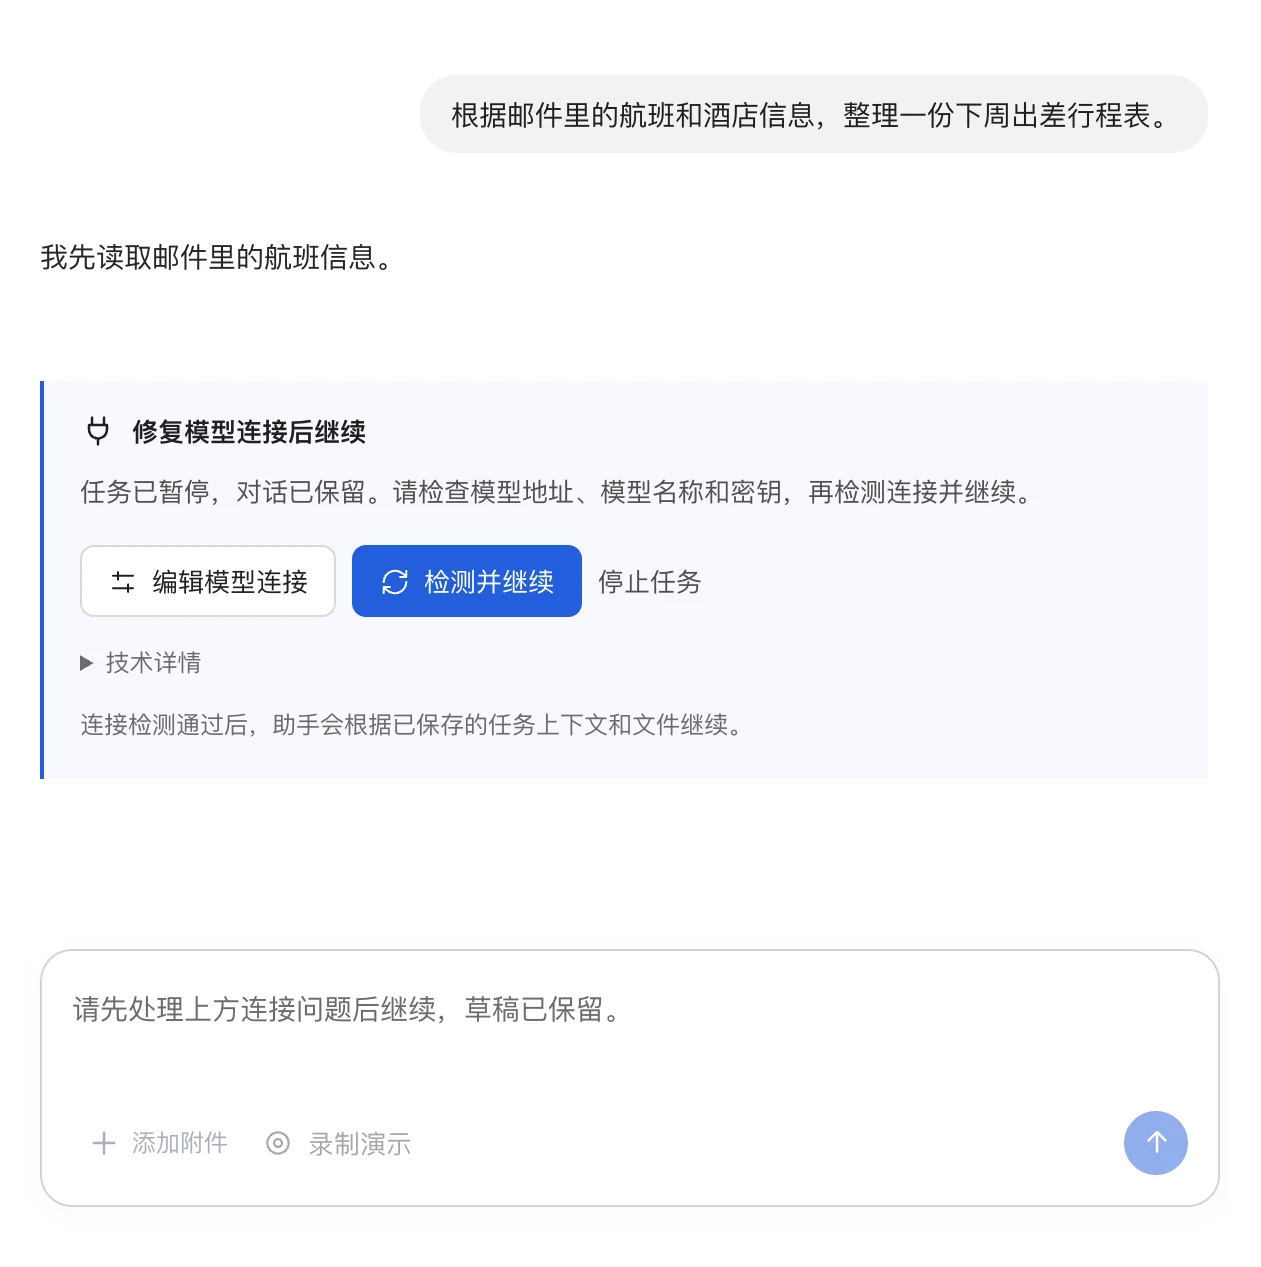 根据邮件里的航班和酒店信息，整理一份下周出差行程表。
我先读取邮件里的航班信息。
修复模型连接后继续
任务已暂停，对话已保留。请检查模型地址、模型名称和密钥，再检测连接并继续。
编辑模型连接
检测并继续
停止任务
技术详情
连接检测通过后，助手会根据已保存的任务上下文和文件继续。
请先处理上方连接问题后继续，草稿已保留。
添加附件
录制演示